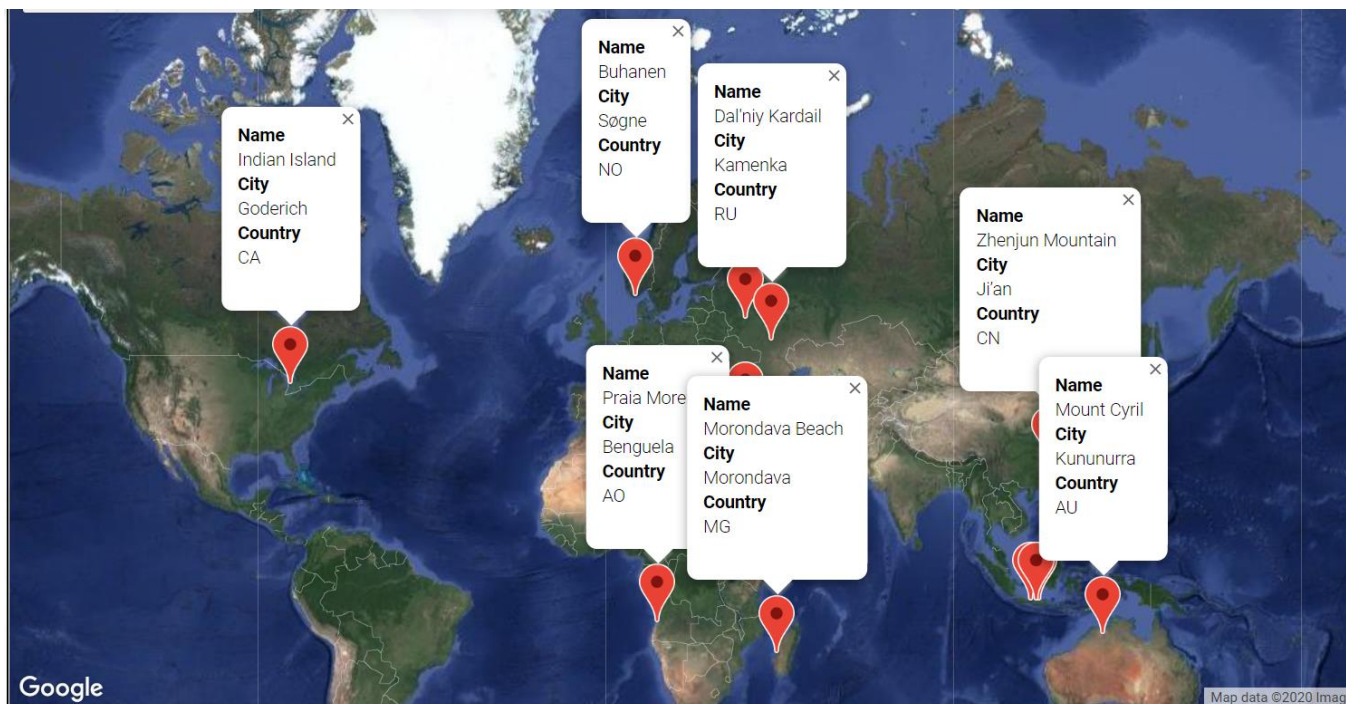 Name
Indian Island
City
Goderich
Country
CA
Name
Buhanen
City
Søgne
Country
NO
Name
Dal'niy Kardail
City
Kamenka
Country
RU
Name
Zhenjun Mountain
City
Ji'an
Country
CN
Name
Praia More
City
Benguela
Country
AO
Name
Morondava Beach
City
Morondava
Country
MG
Name
Mount Cyril
City
Kununurra
Country
AU
Google
Map data ©2020 Imag